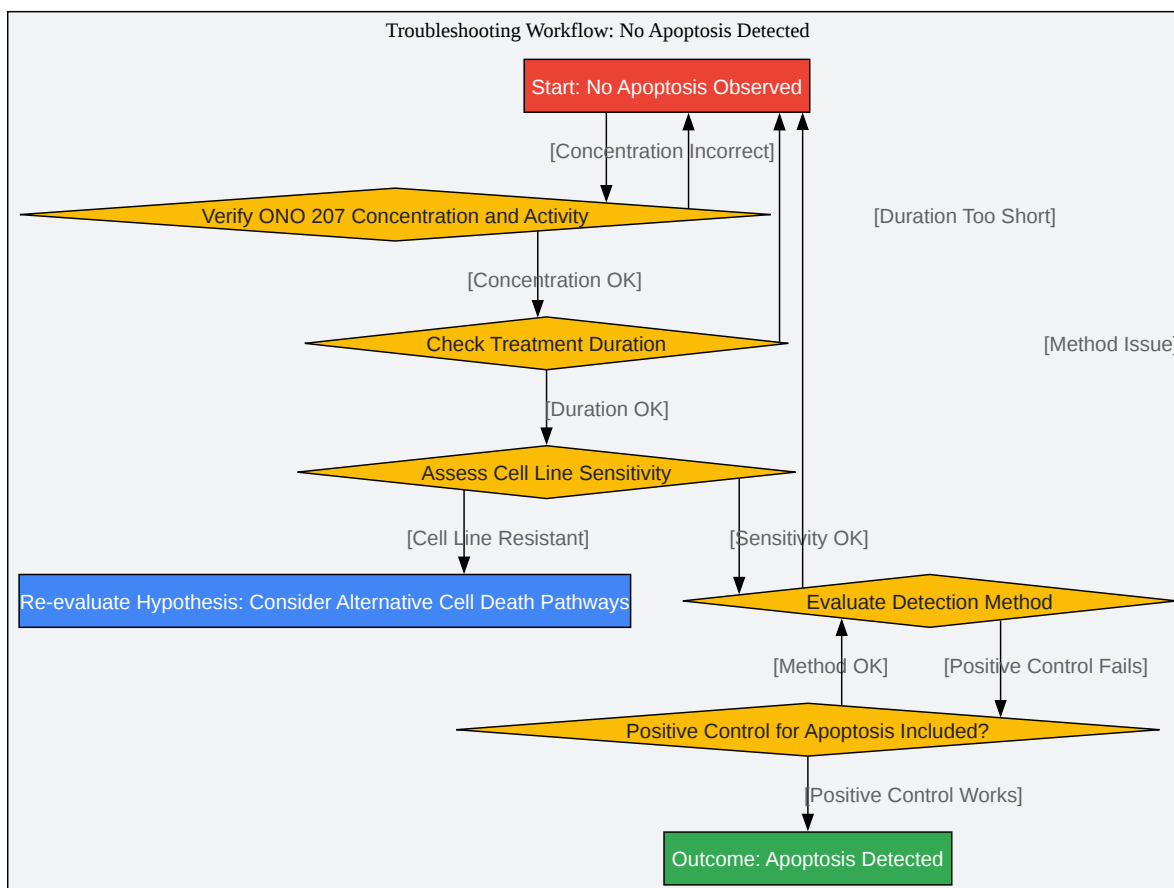 Troubleshooting Workflow: No Apoptosis Detected
Start: No Apoptosis Observed
[Concentration Incorrect]
Verify ONO 207 Concentration and Activity
[Duration Too Short]
[Concentration OK]
Check Treatment Duration
[Method Issue]
[Duration OK]
Assess Cell Line Sensitivity
[Cell Line Resistant]
[Sensitivity OK]
Re-evaluate Hypothesis: Consider Alternative Cell Death Pathways
Evaluate Detection Method
[Method OK]
[Positive Control Fails]
Positive Control for Apoptosis Included?
[Positive Control Works]
Outcome: Apoptosis Detected